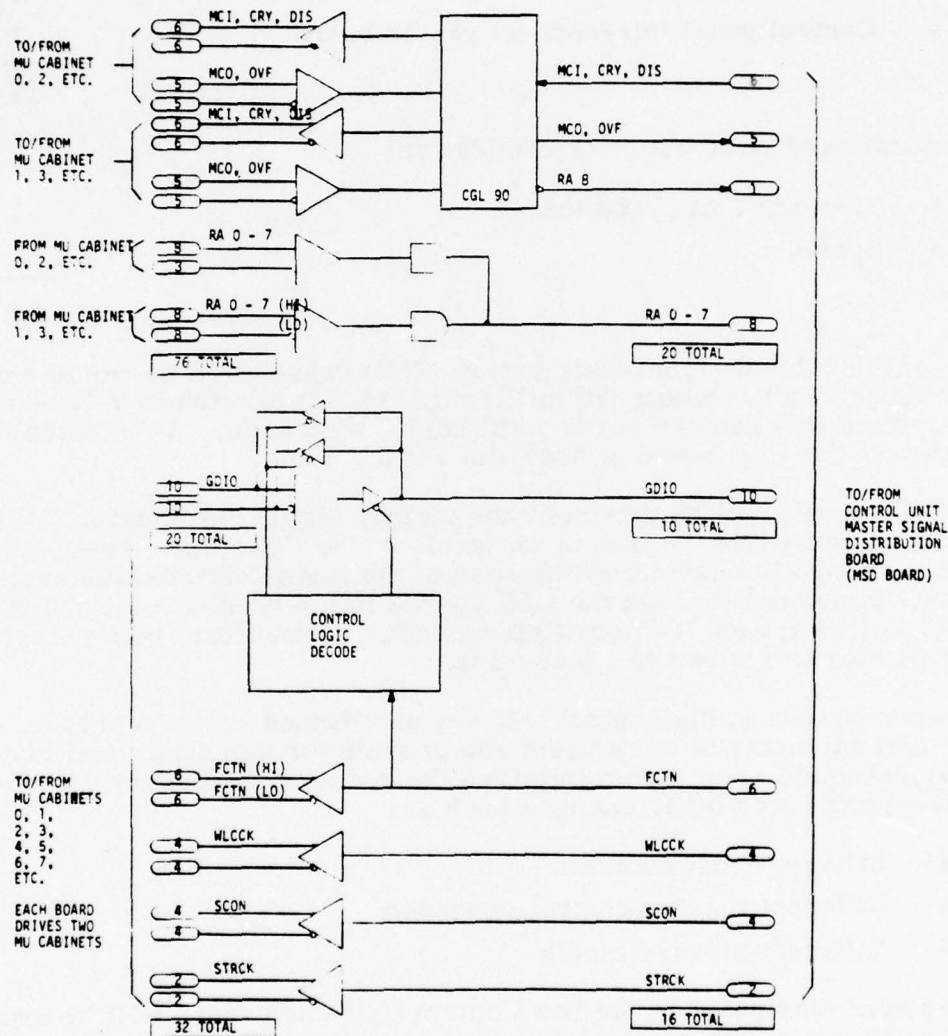 6 MCI, CRY, DIS
6
TO/FROM
MU CABINET
0, 2, ETC.
5 MCO, OVF
5
6 MCI, CRY, DIS
6
TO/FROM
MU CABINET
1, 3, ETC.
5 MCO, OVF
5
CGL 90
MCI, CRY, DIS 6
MCO, OVF 5
RA 8 1
FROM MU CABINET
0, 2, ETC.
8 RA 0 - 7
FROM MU CABINET
1, 3, ETC.
8 RA 0 - 7 (HI)
8 (LO)
RA 0 - 7 8
76 TOTAL
20 TOTAL
10 GDIO
10
GDIO 10
20 TOTAL
10 TOTAL
TO/FROM
CONTROL UNIT
MASTER SIGNAL
DISTRIBUTION
BOARD
(MSD BOARD)
CONTROL
LOGIC
DECODE
TO/FROM
MU CABINETS
0, 1,
2, 3,
4, 5,
6, 7,
ETC.
6 FCTN (HI)
6 FCTN (LO)
FCTN 6
4 WLCCK
4
WLCCK 4
EACH BOARD
DRIVES TWO
MU CABINETS
4 SCON
4
SCON 4
2 STRCK
2
STRCK 2
32 TOTAL
16 TOTAL